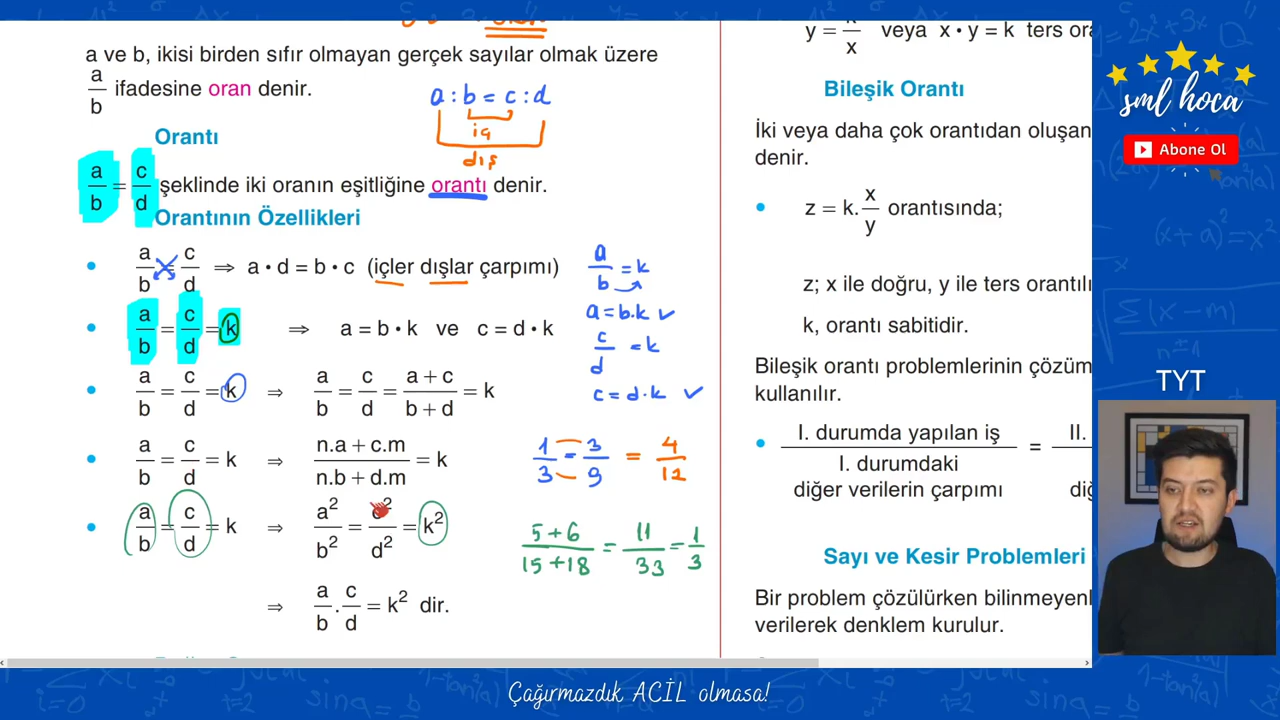 a ve b, ikisi birden sıfır olmayan gerçek sayılar olmak üzere
a/b ifadesine oran denir.
a : b = c : d
iç
dış
Orantı
a/b = c/d şeklinde iki oranın eşitliğine orantı denir.
Orantının Özellikleri
• a/b = c/d ⇒ a • d = b • c (içler dışlar çarpımı)
a/b = k
a = b.k ✓
• a/b = c/d = k ⇒ a = b • k ve c = d • k
c/d = k
c = d.k ✓
• a/b = c/d = k ⇒ a/b = c/d = a + c/b + d = k
• a/b = c/d = k ⇒ n.a + c.m/n.b + d.m = k
1/3 = 3/9 = 4/12
• a/b = c/d = k ⇒ a²/b² = c²/d² = k²
5+6/15+18 = 11/33 = 1/3
⇒ a/b . c/d = k² dir.
y = k/x veya x • y = k ters
Bileşik Orantı
İki veya daha çok orantıdan oluşan
denir.
• z = k. x/y orantısında;
z; x ile doğru, y ile ters
k, orantı sabitidir.
Bileşik orantı problemlerinin
kullanılır.
• I. durumda yapılan iş/I. durumdaki diğer verilerin çarpımı = II.
Sayı ve Kesir Problemleri
Bir problem çözülürken
verilerek denklem kurulur.
sml hoca
Abone Ol
TYT
Çağırmazdık ACİL olmasa!